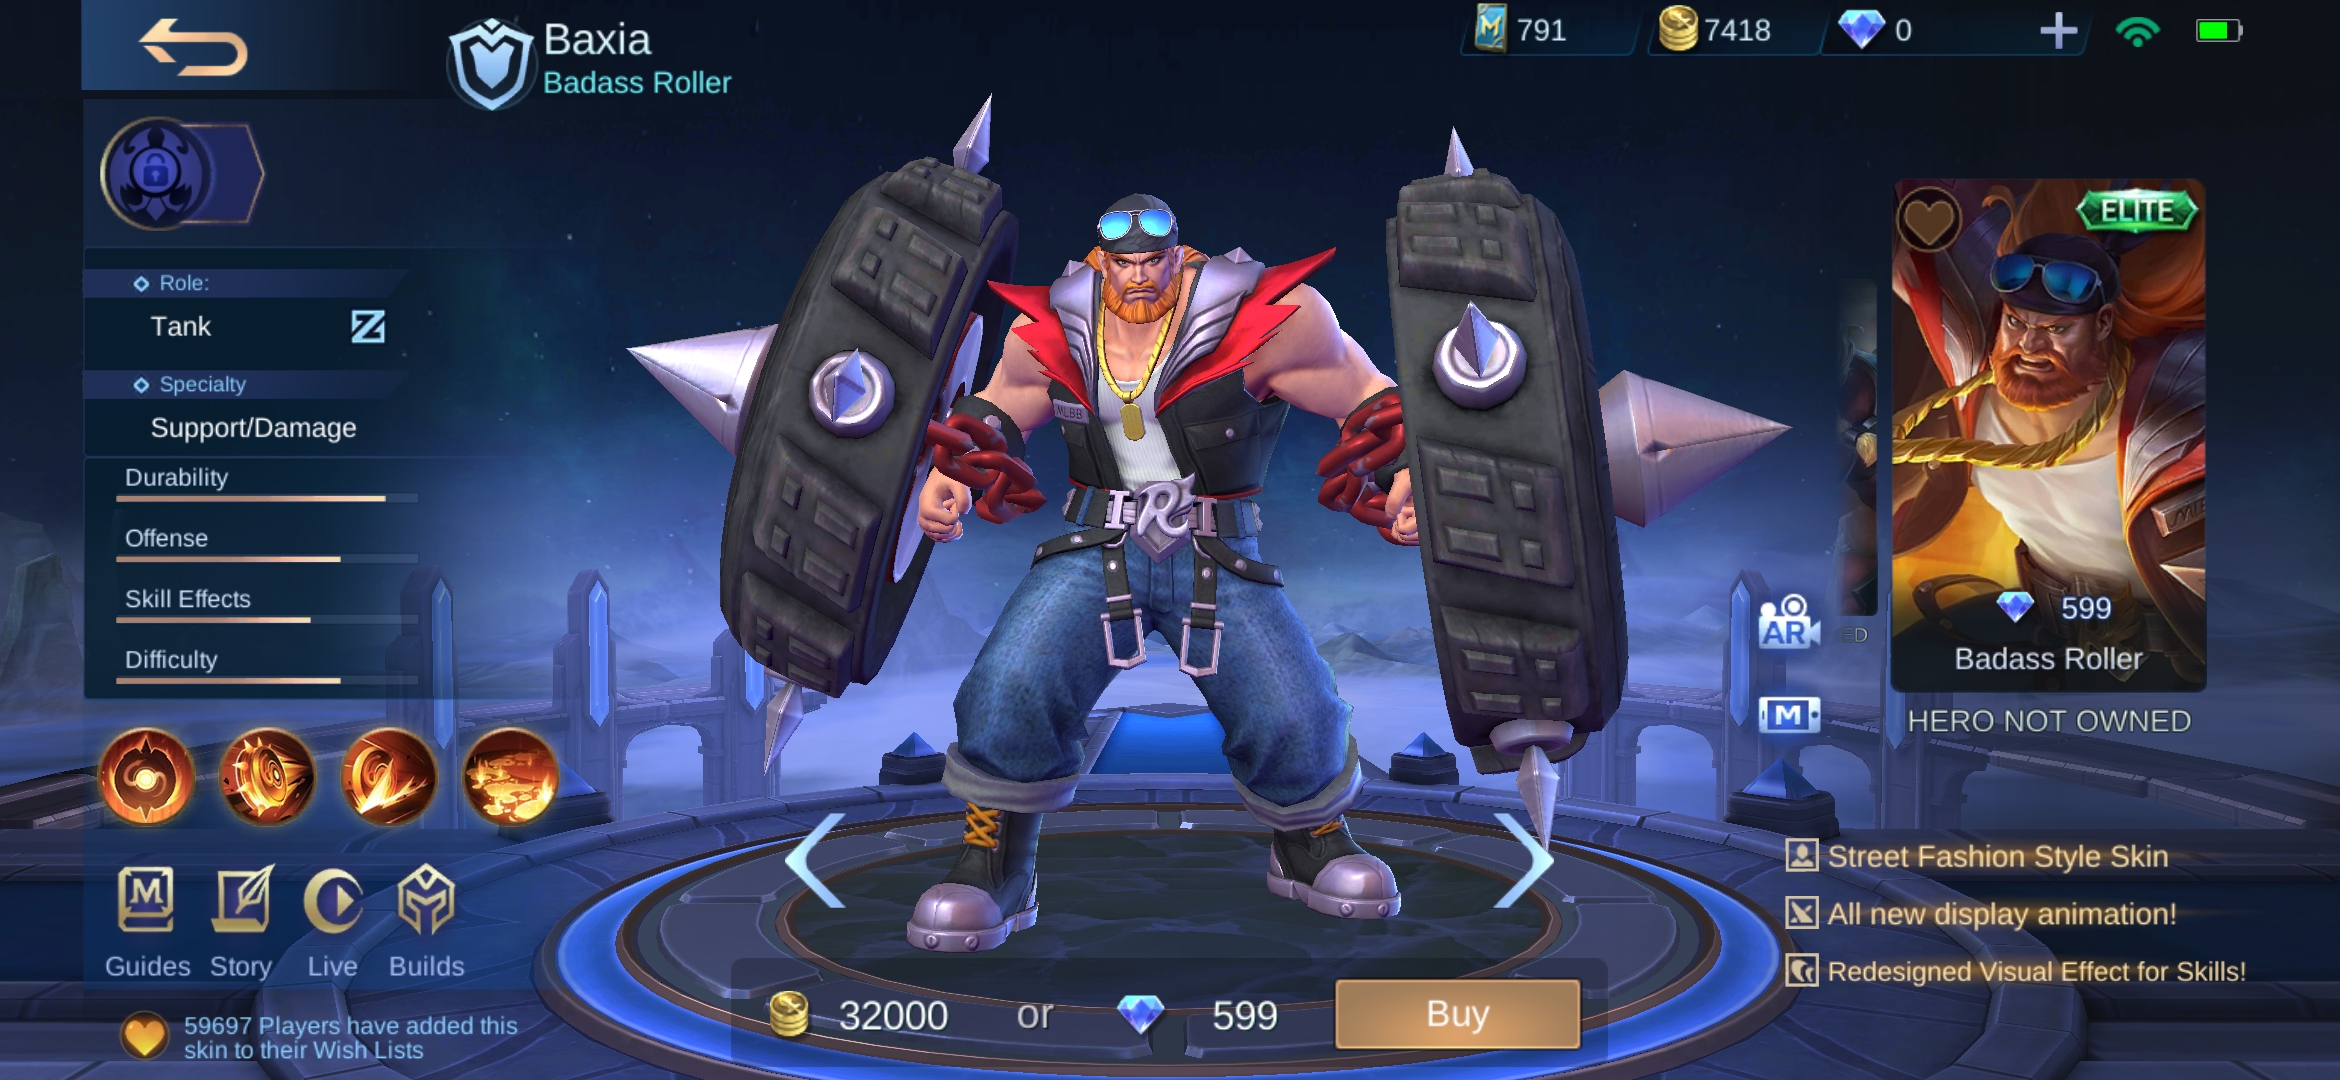 Baxia
Badass Roller
791
7418
0
Role:
Tank
Specialty
Support/Damage
Durability
Offense
Skill Effects
Difficulty
Guides
Story
Live
Builds
59697 Players have added this
skin to their Wish Lists
MLBB
R
AR
M
ED
ELITE
599
Badass Roller
HERO NOT OWNED
Street Fashion Style Skin
All new display animation!
Redesigned Visual Effect for Skills!
32000 or 599
Buy